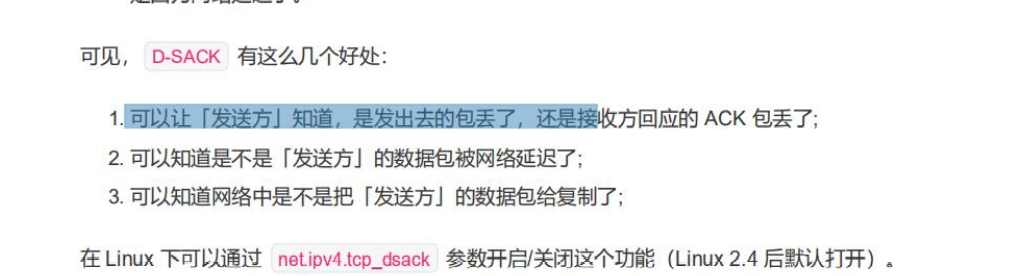 可见， D-SACK 有这么几个好处：
1. 可以让「发送方」知道，是发出去的包丢了，还是接收方回应的 ACK 包丢了;
2. 可以知道是不是「发送方」的数据包被网络延迟了;
3. 可以知道网络中是不是把「发送方」的数据包给复制了;
在 Linux 下可以通过 net.ipv4.tcp_dsack 参数开启/关闭这个功能（Linux 2.4 后默认打开）。